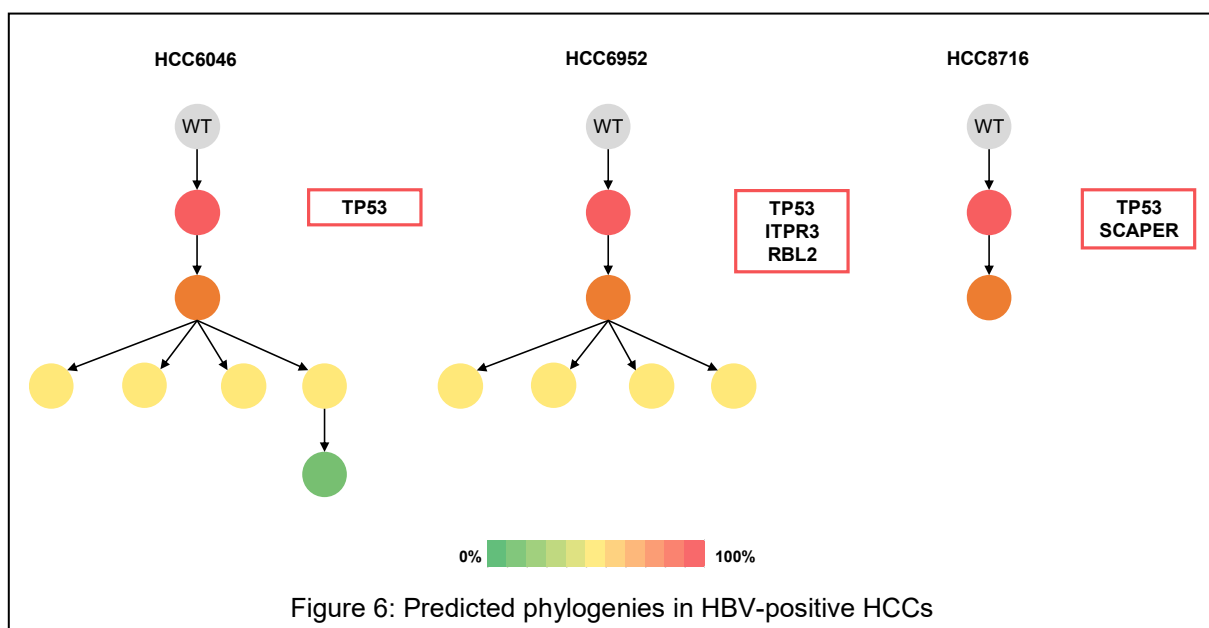 HCC6046
HCC6952
HCC8716
WT
WT
WT
TP53
TP53
ITPR3
RBL2
TP53
SCAPER
0%
100%
Figure 6: Predicted phylogenies in HBV-positive HCCs